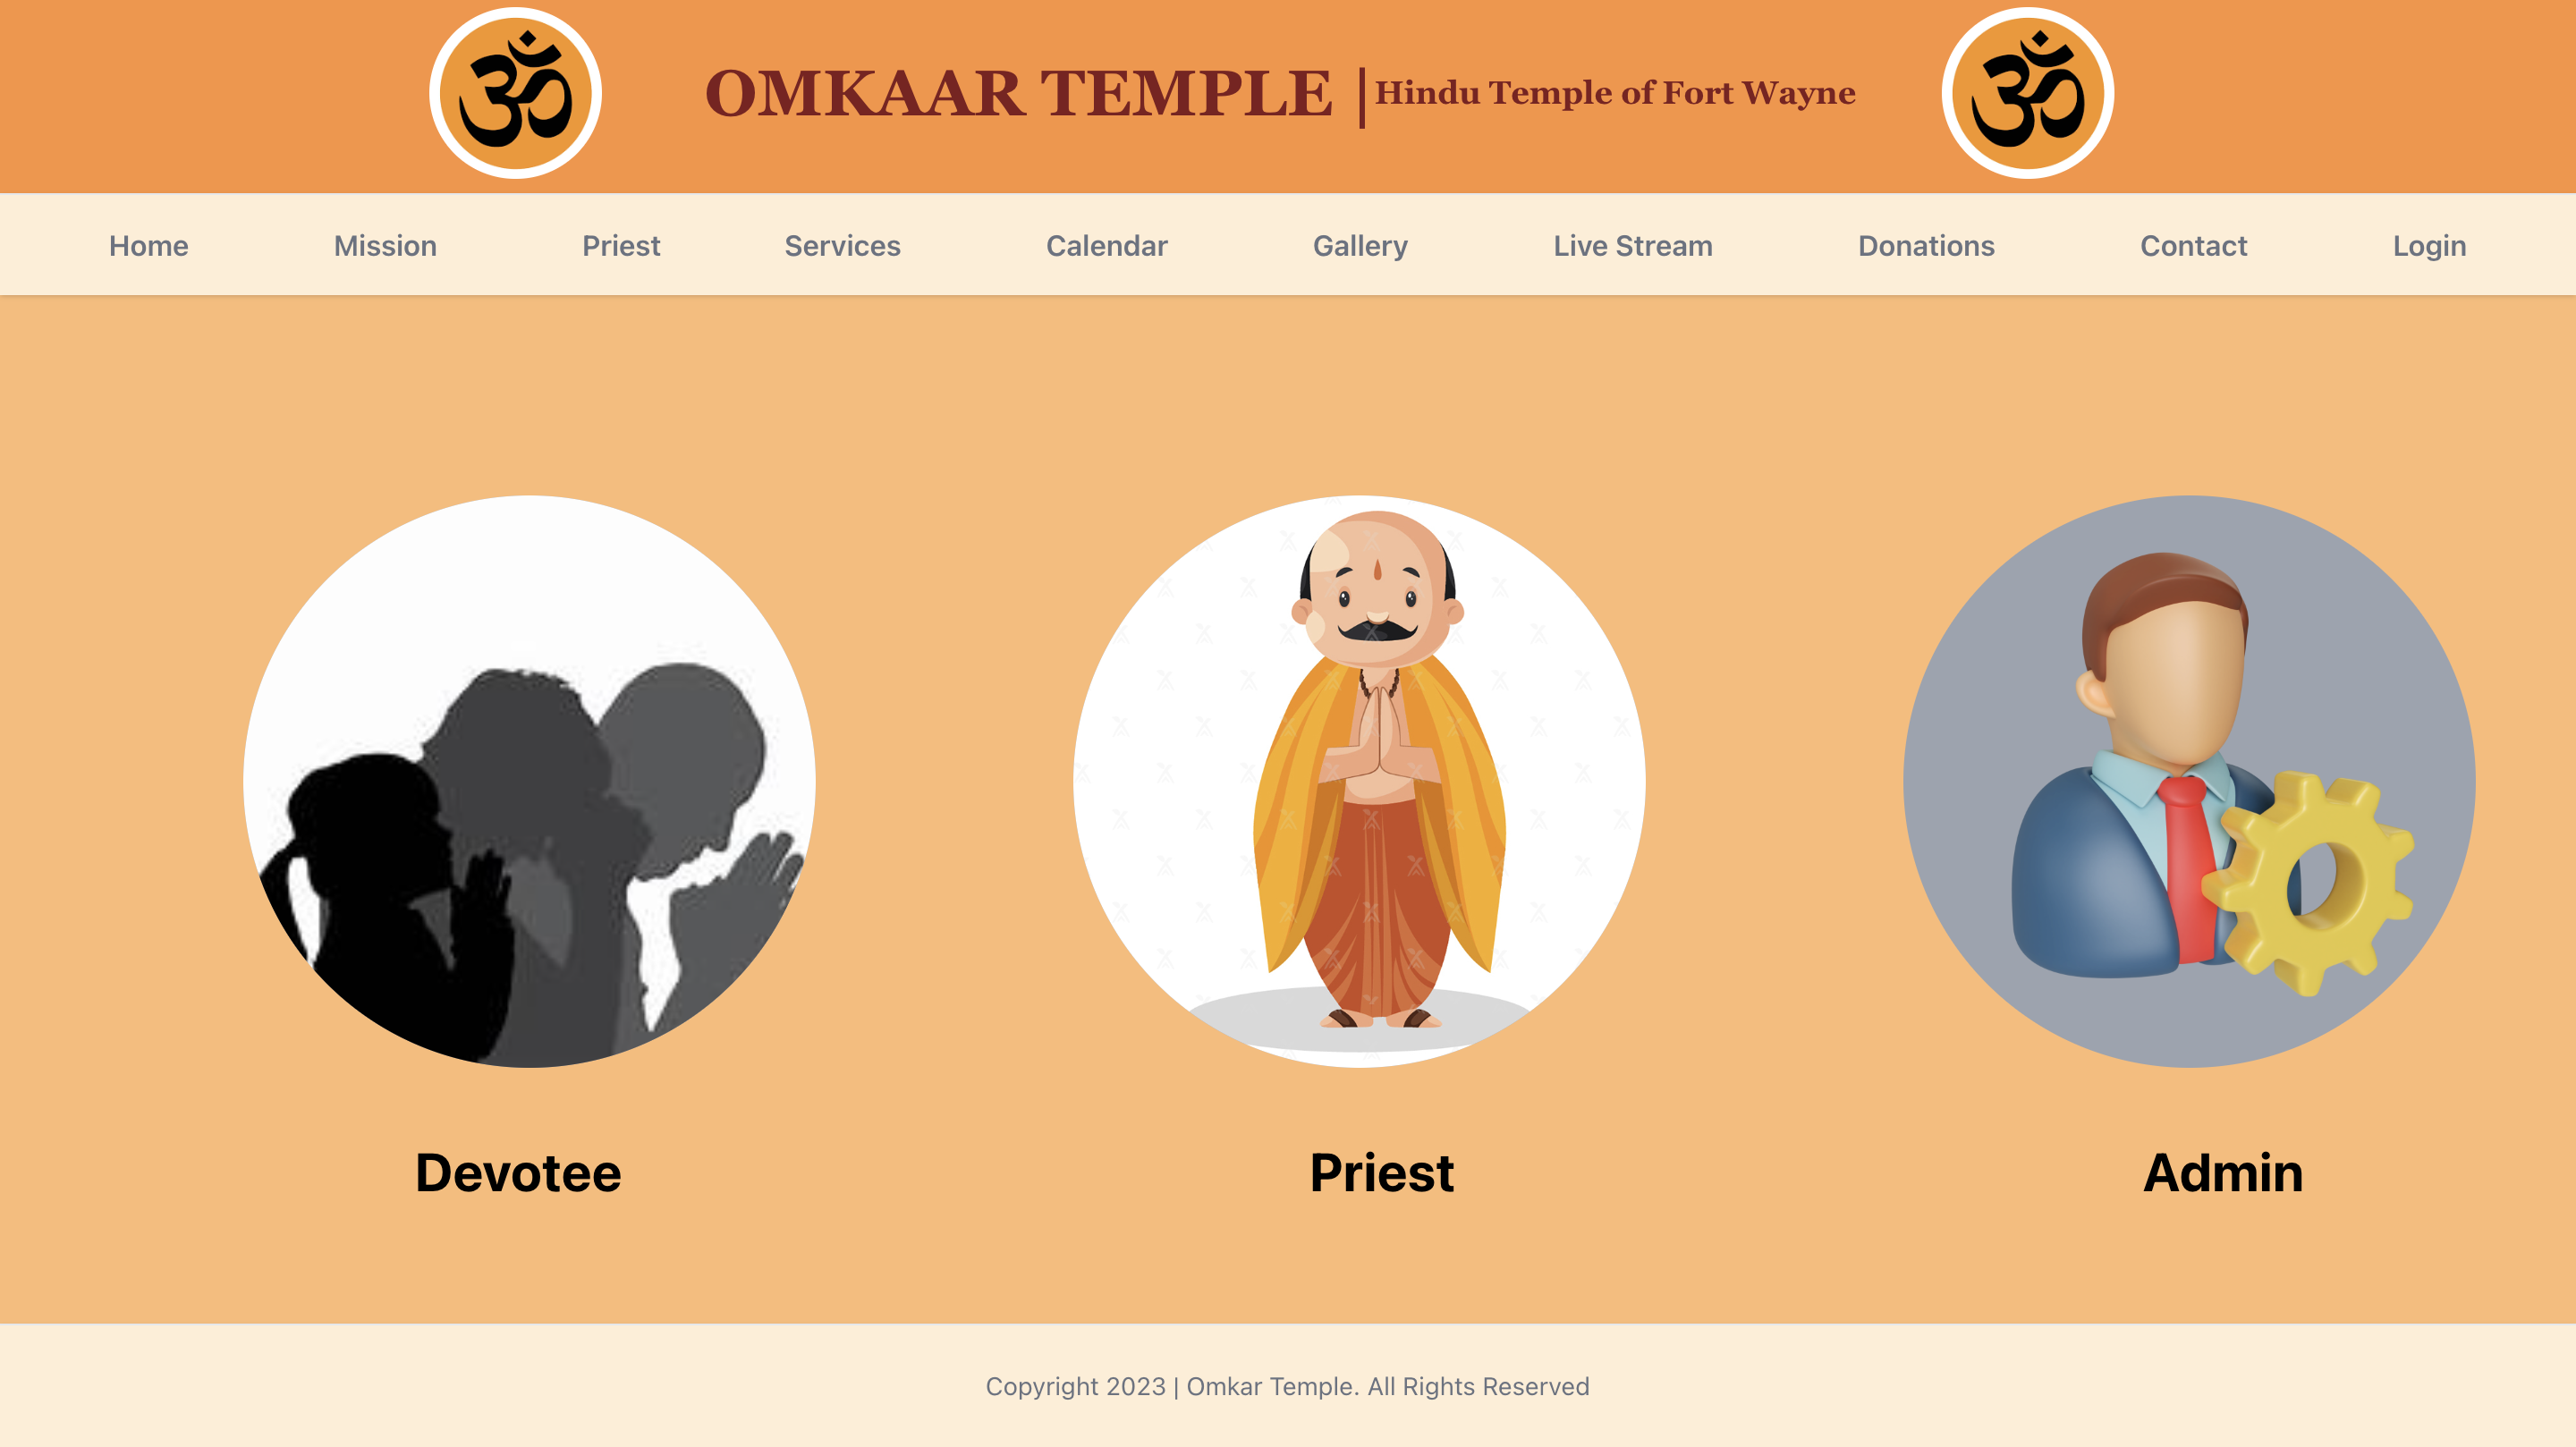 ॐ
OMKAAR TEMPLE | Hindu Temple of Fort Wayne
ॐ
Home Mission Priest Services Calendar Gallery Live Stream Donations Contact Login
Devotee Priest Admin
Copyright 2023 | Omkar Temple. All Rights Reserved